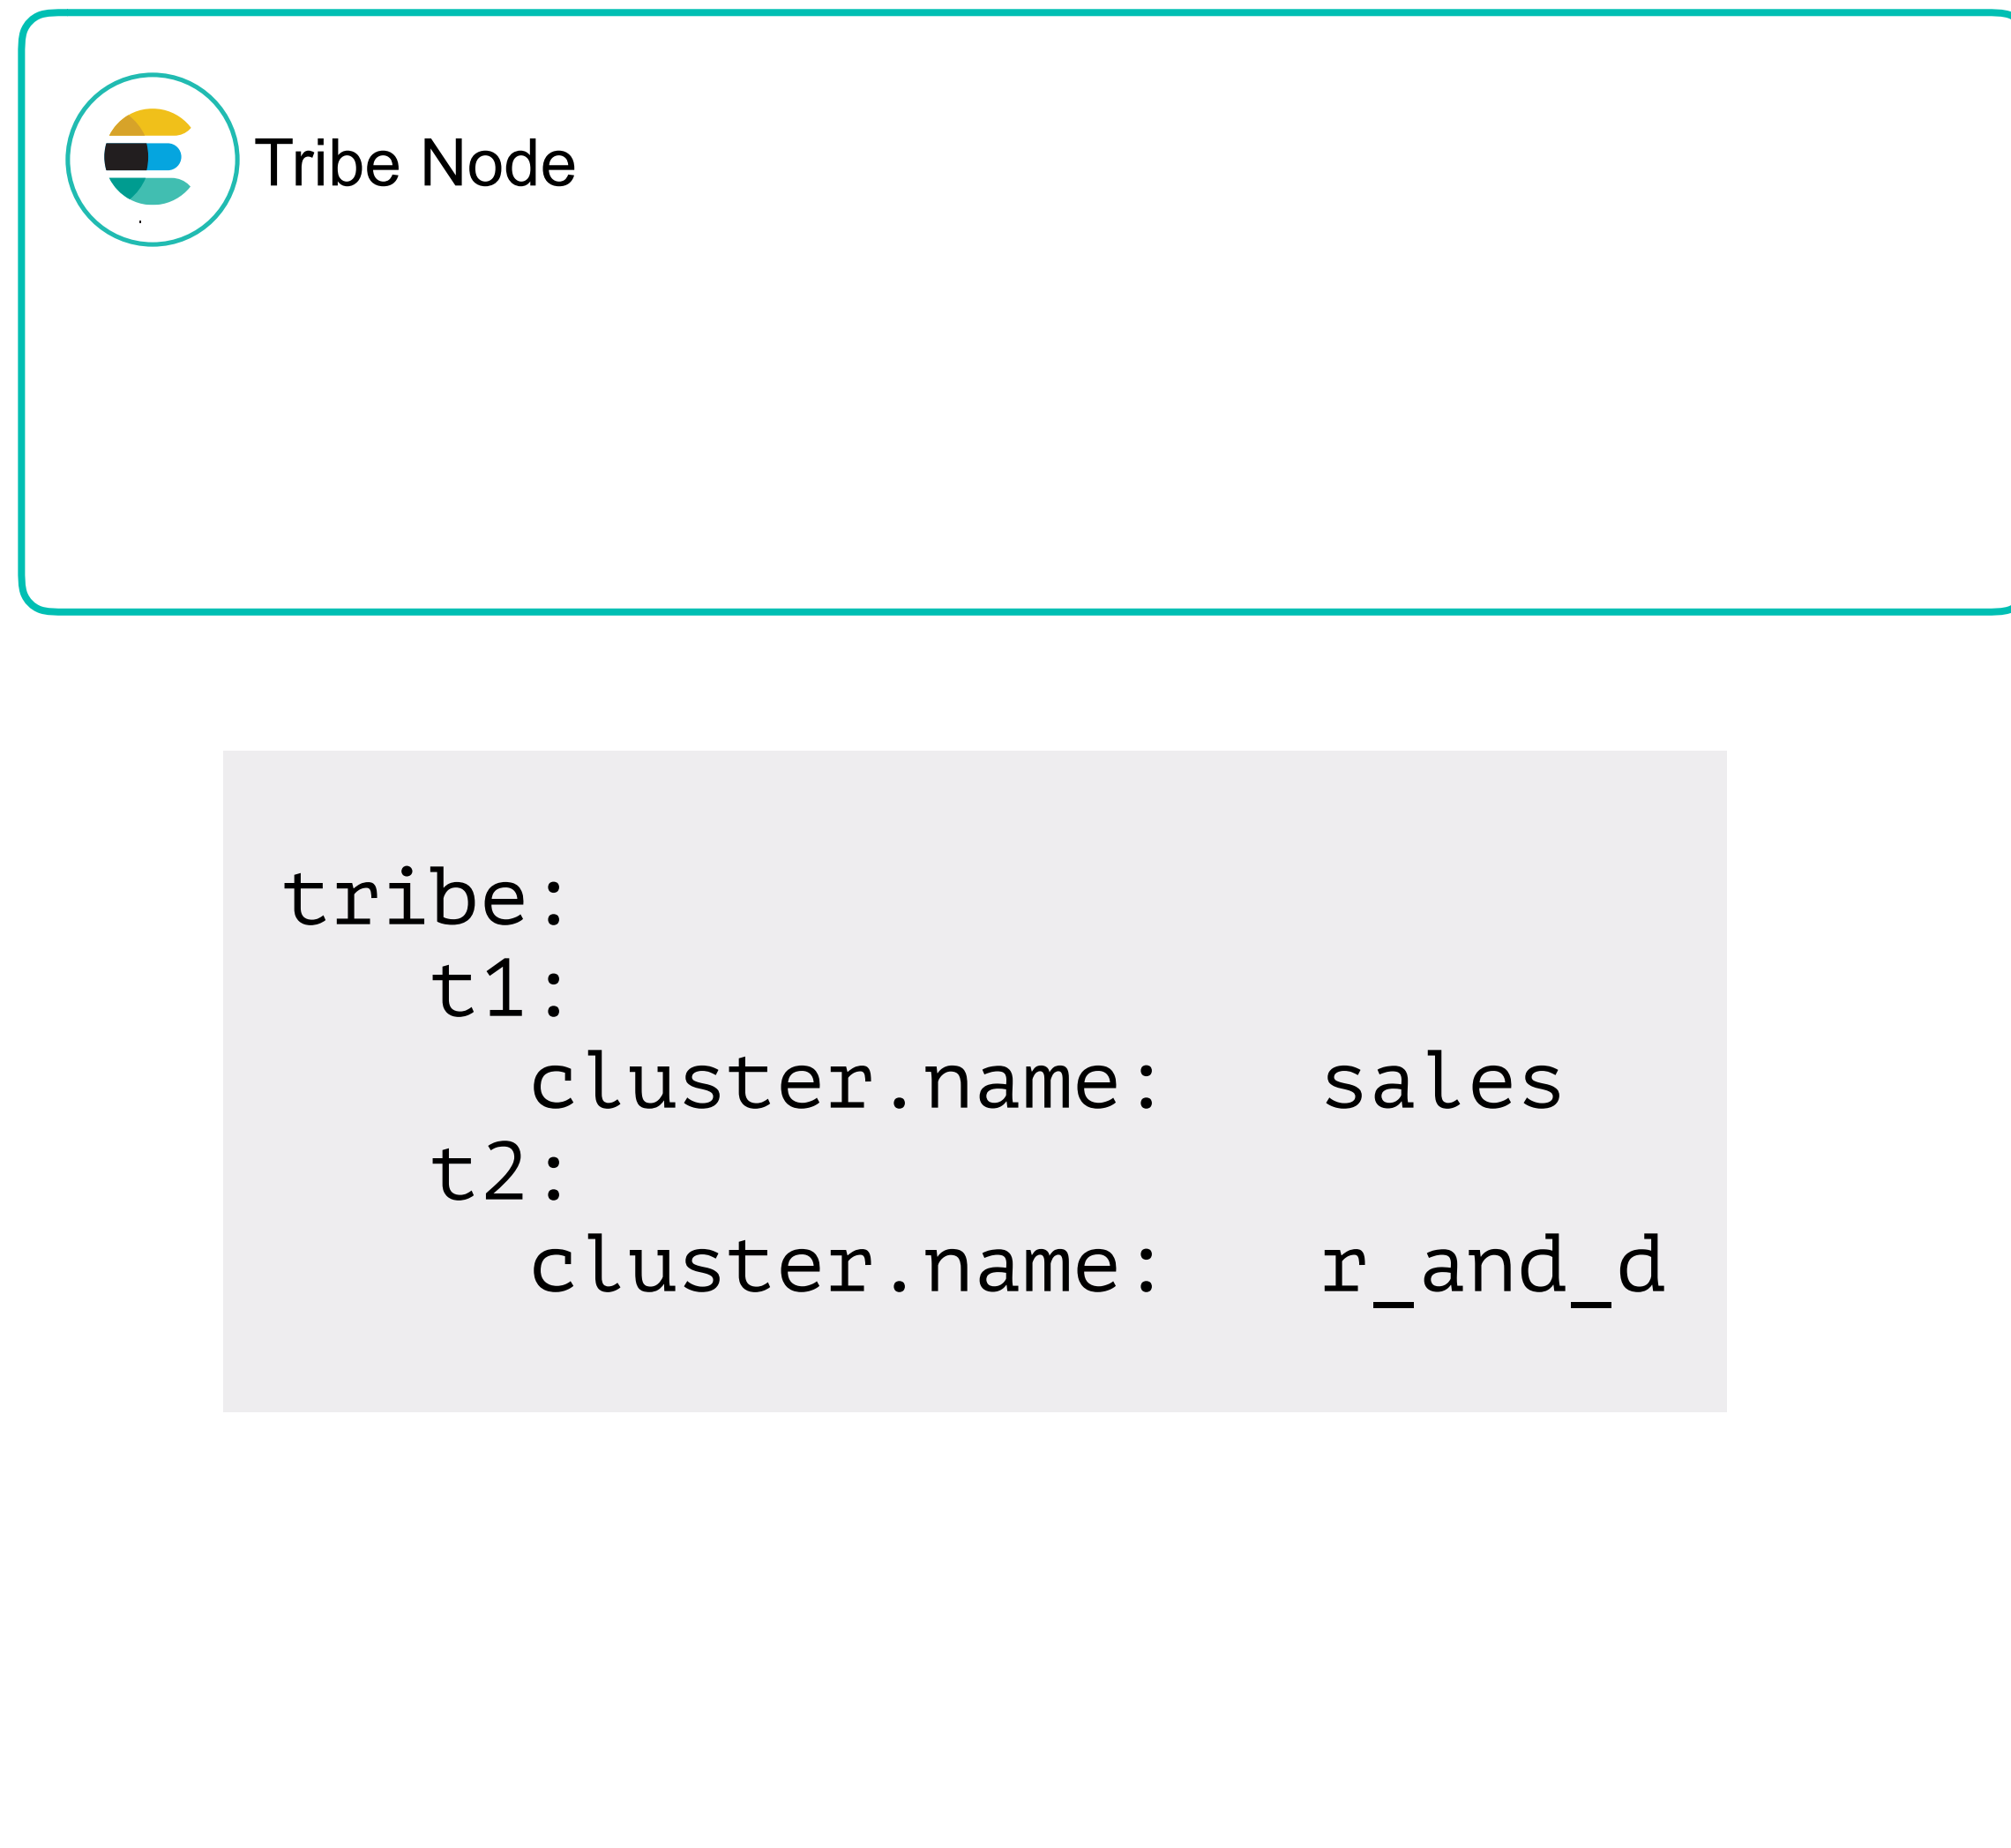 Tribe Node
tribe:
t1:
cluster.name: sales
t2:
cluster.name: r_and_d